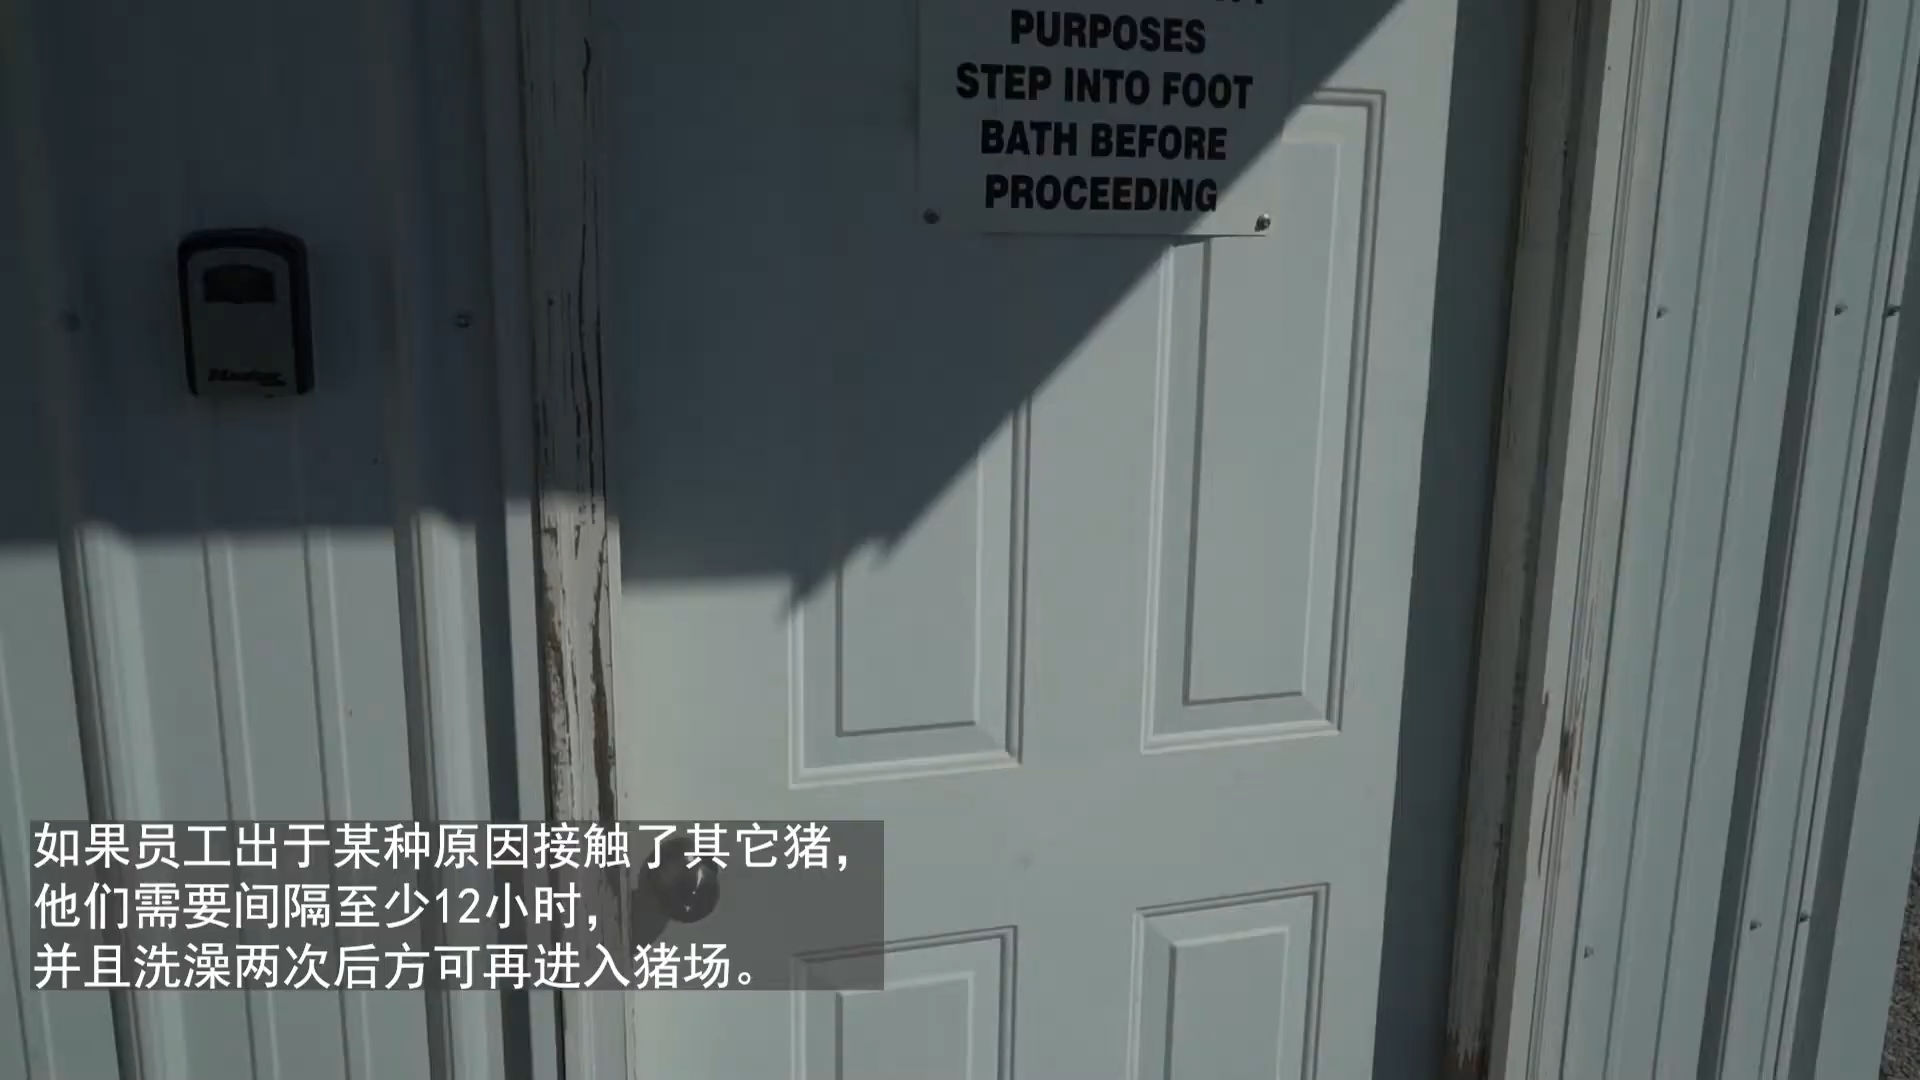 PURPOSES
STEP INTO FOOT
BATH BEFORE
PROCEEDING
Master
如果员工出于某种原因接触了其它猪，
他们需要间隔至少12小时，
并且洗澡两次后方可再进入猪场。